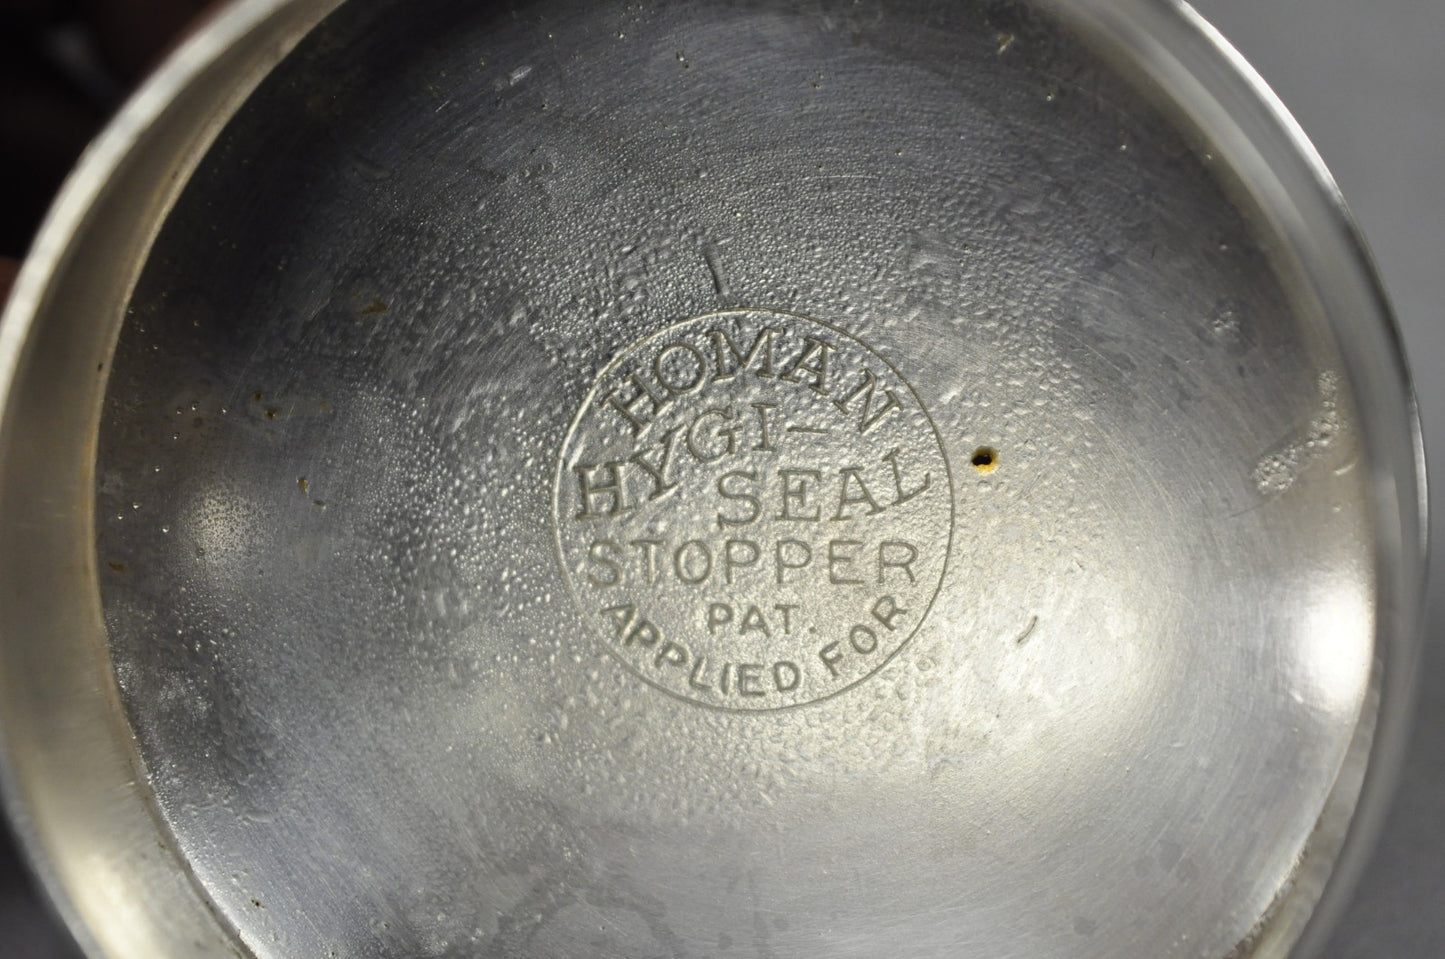 HOMAN
HYGI-
SEAL
STOPPER
PAT.
APPLIED FOR